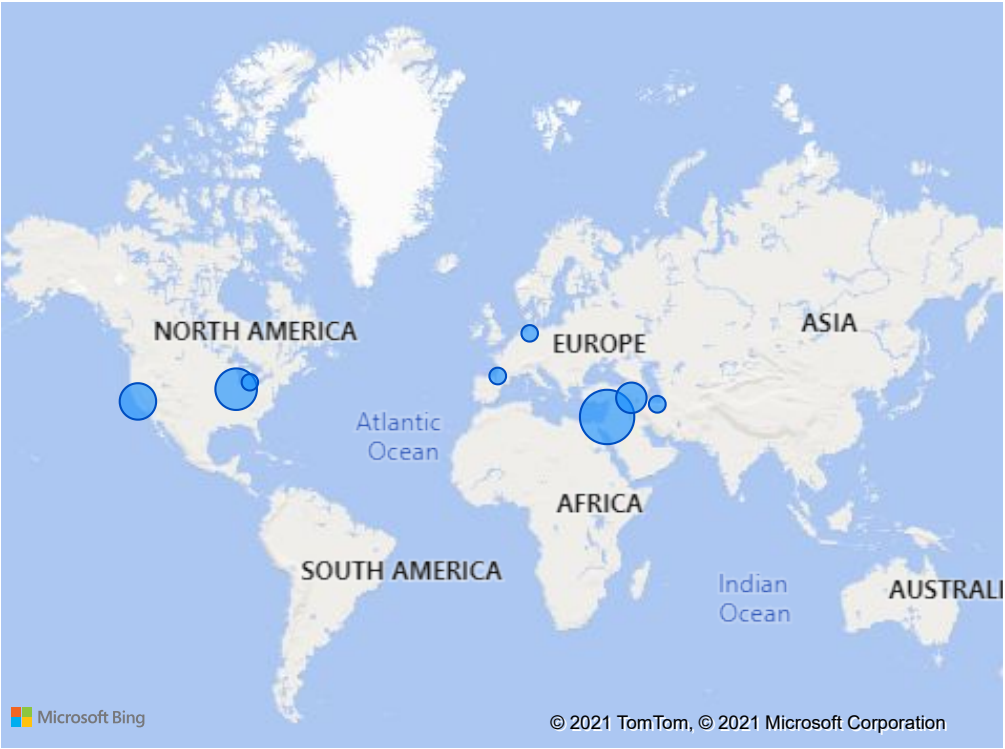 NORTH AMERICA
ASIA
EUROPE
Atlantic
Ocean
AFRICA
SOUTH AMERICA
Indian
Ocean
AUSTRALI
Microsoft Bing
© 2021 TomTom, © 2021 Microsoft Corporation